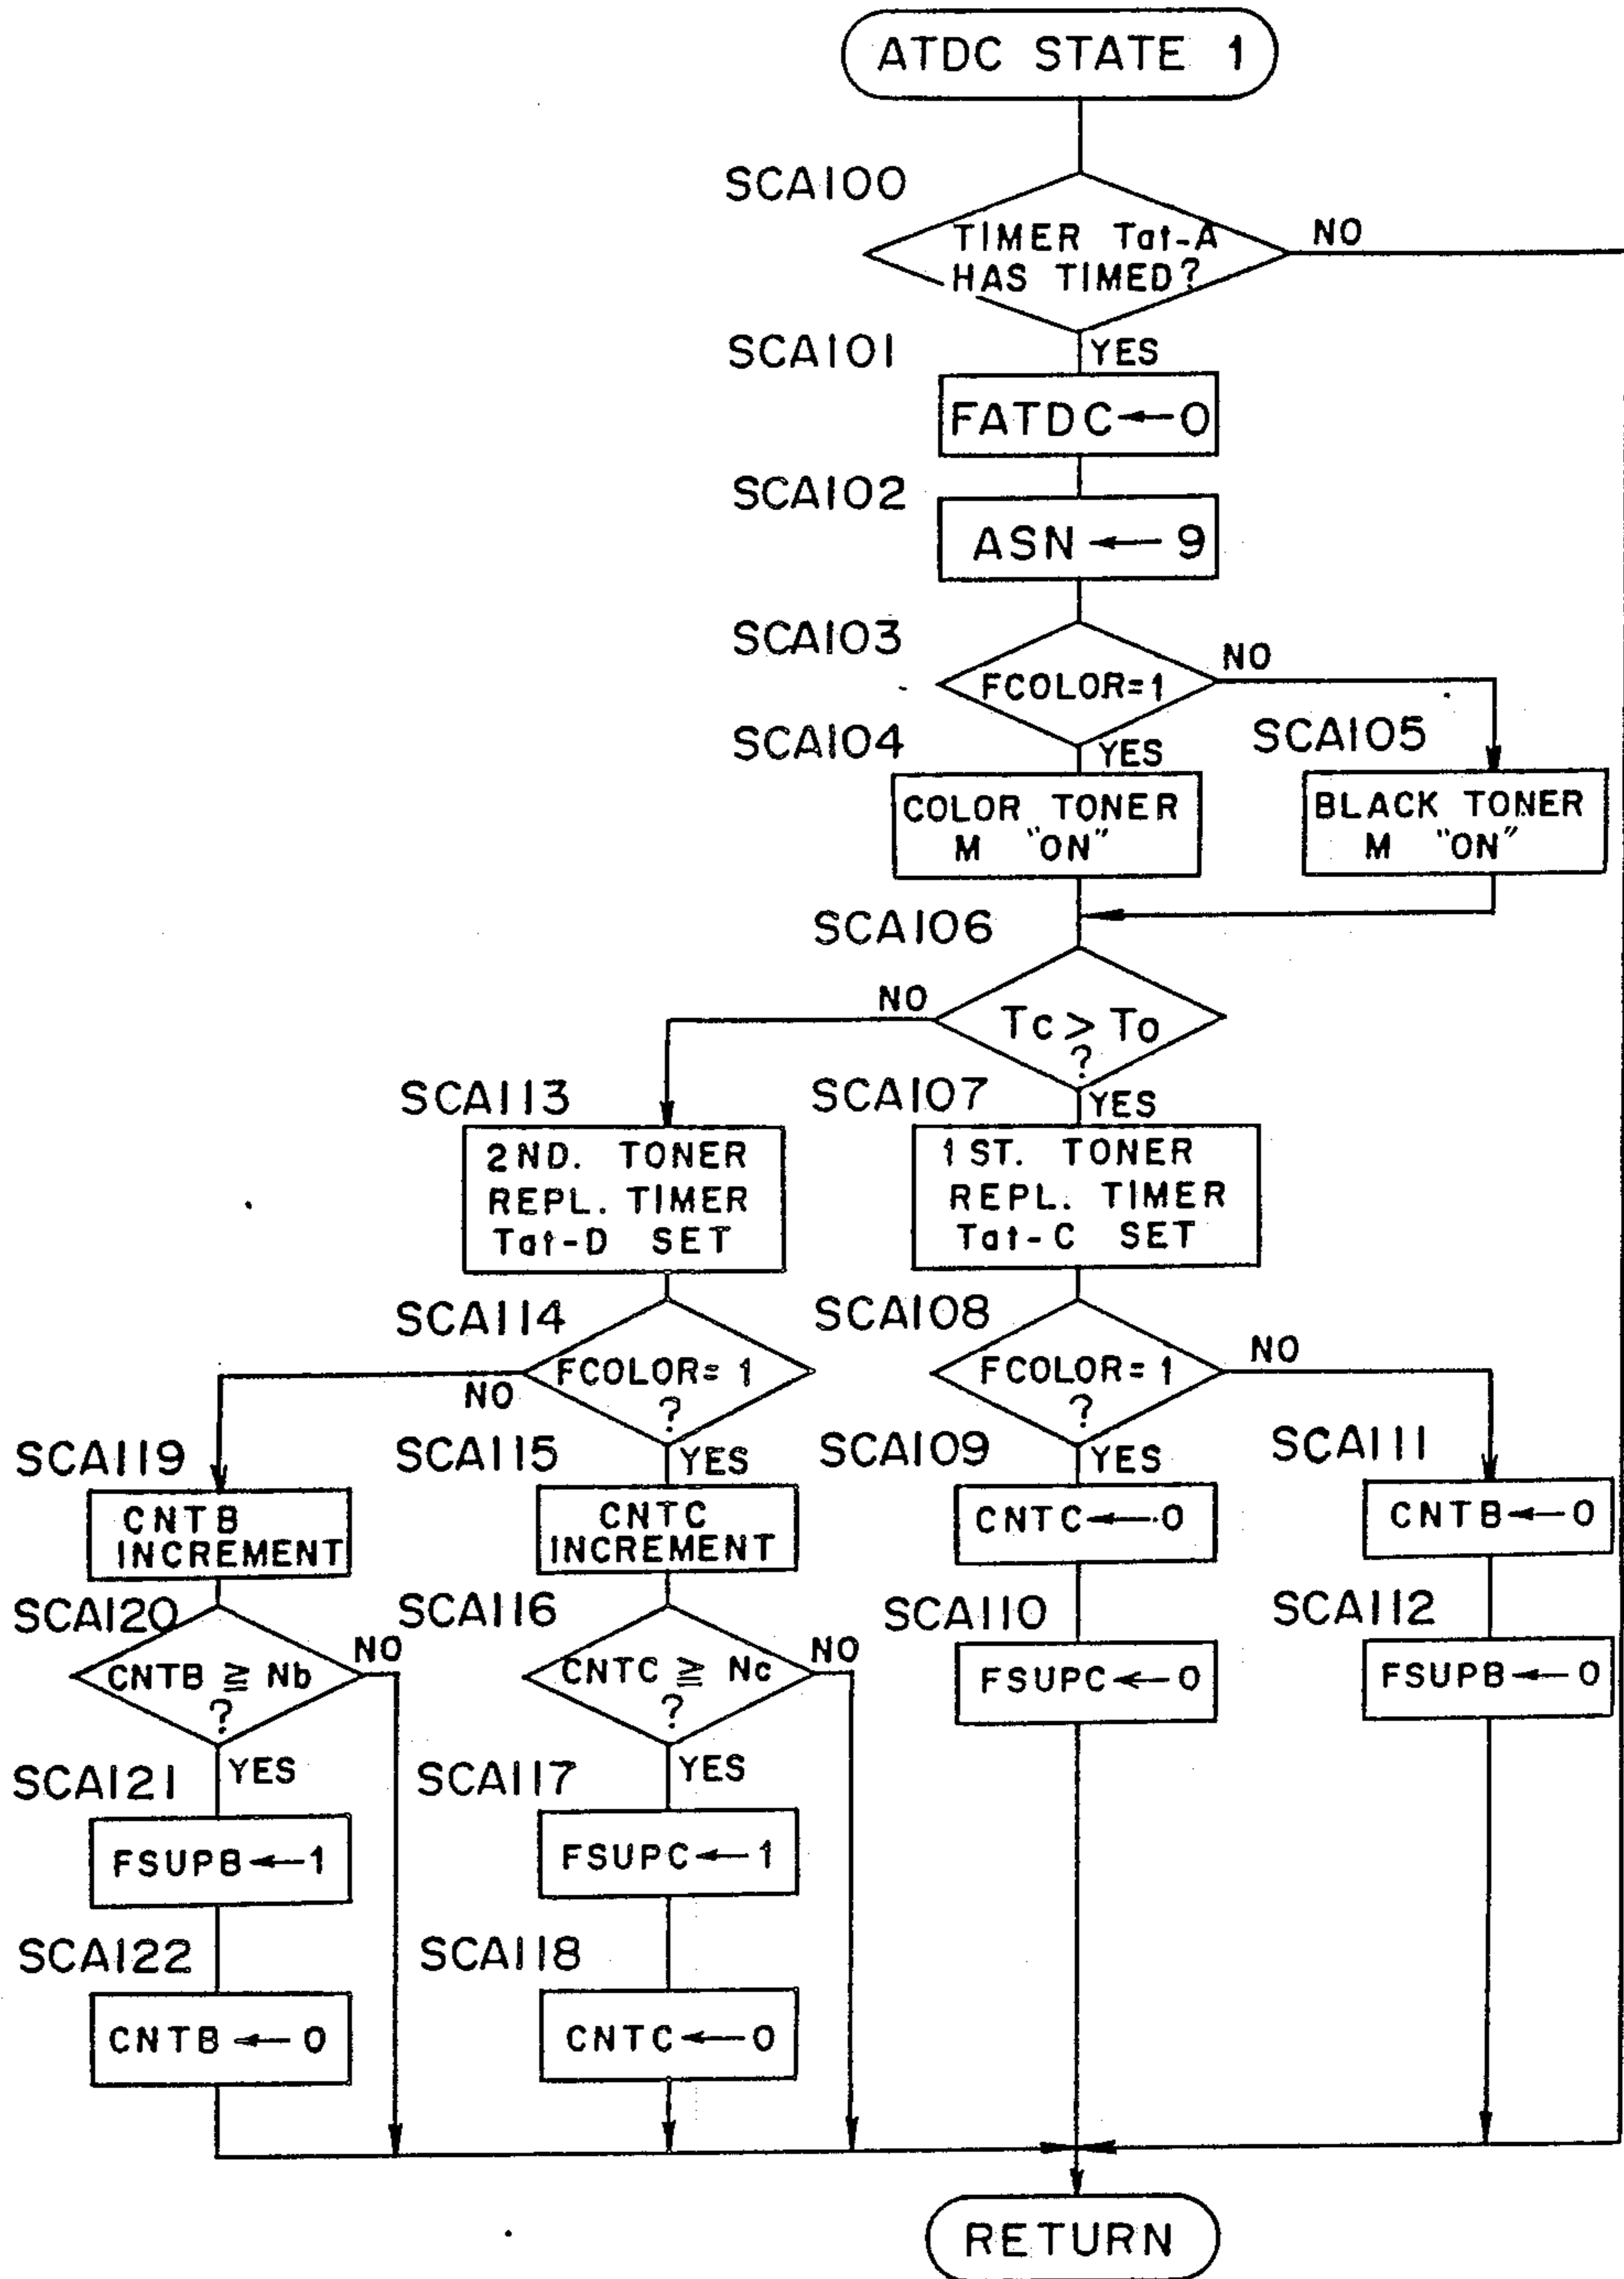 ATDC STATE 1
SCA100
TIMER Tat-A
HAS TIMED?
NO
SCA101
YES
FATDC←0
SCA102
ASN ← 9
SCA103
FCOLOR=1
NO
SCA104
YES
SCA105
COLOR TONER
M "ON"
BLACK TONER
M "ON"
SCA106
NO
Tc > To
?
SCA113
SCA107
YES
2ND. TONER
REPL. TIMER
Tat-D SET
1ST. TONER
REPL. TIMER
Tat-C SET
SCA114
FCOLOR= 1
?
NO
SCA108
FCOLOR= 1
?
NO
SCA119
SCA115
YES
SCA109
YES
SCA111
CNTB
INCREMENT
CNTC
INCREMENT
CNTC←0
CNTB←0
SCA120
CNTB ≧ Nb
?
NO
SCA116
CNTC ≧ Nc
?
NO
SCA110
FSUPC←0
SCA112
FSUPB←0
SCA121
YES
SCA117
YES
FSUPB←1
FSUPC←1
SCA122
SCA118
CNTB←0
CNTC←0
RETURN